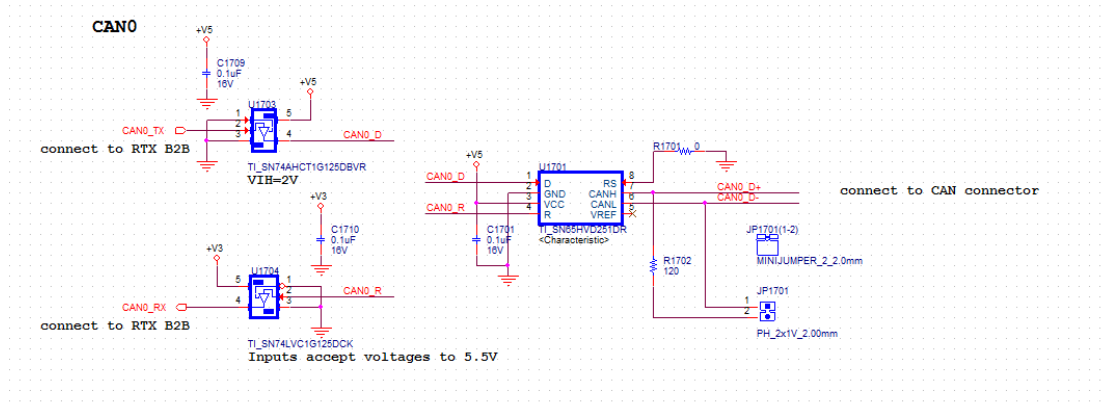 CAN0
+V5
C1709
0.1uF
16V
+V5
U1703
1
2
3
5
4
CAN0_TX
CAN0_D
connect to RTX B2B
TI_SN74AHCT1G125DBVR
VIH=2V
+V3
C1710
0.1uF
16V
+V3
U1704
5
4
1
2
3
CAN0_R
CAN0_RX
connect to RTX B2B
TI_SN74LVC1G125DCK
Inputs accept voltages to 5.5V
+V5
CAN0_D
CAN0_R
C1701
0.1uF
16V
U1701
1 D RS 8
2 GND CANH 7
3 VCC CANL 6
4 R VREF 5
TI_SN65HVD251DR
<Characteristic>
R1701 0
CAN0_D+
CAN0_D-
connect to CAN connector
R1702
120
JP1701(1-2)
MINIJUMPER_2_2.0mm
JP1701
1
2
PH_2x1V_2.00mm